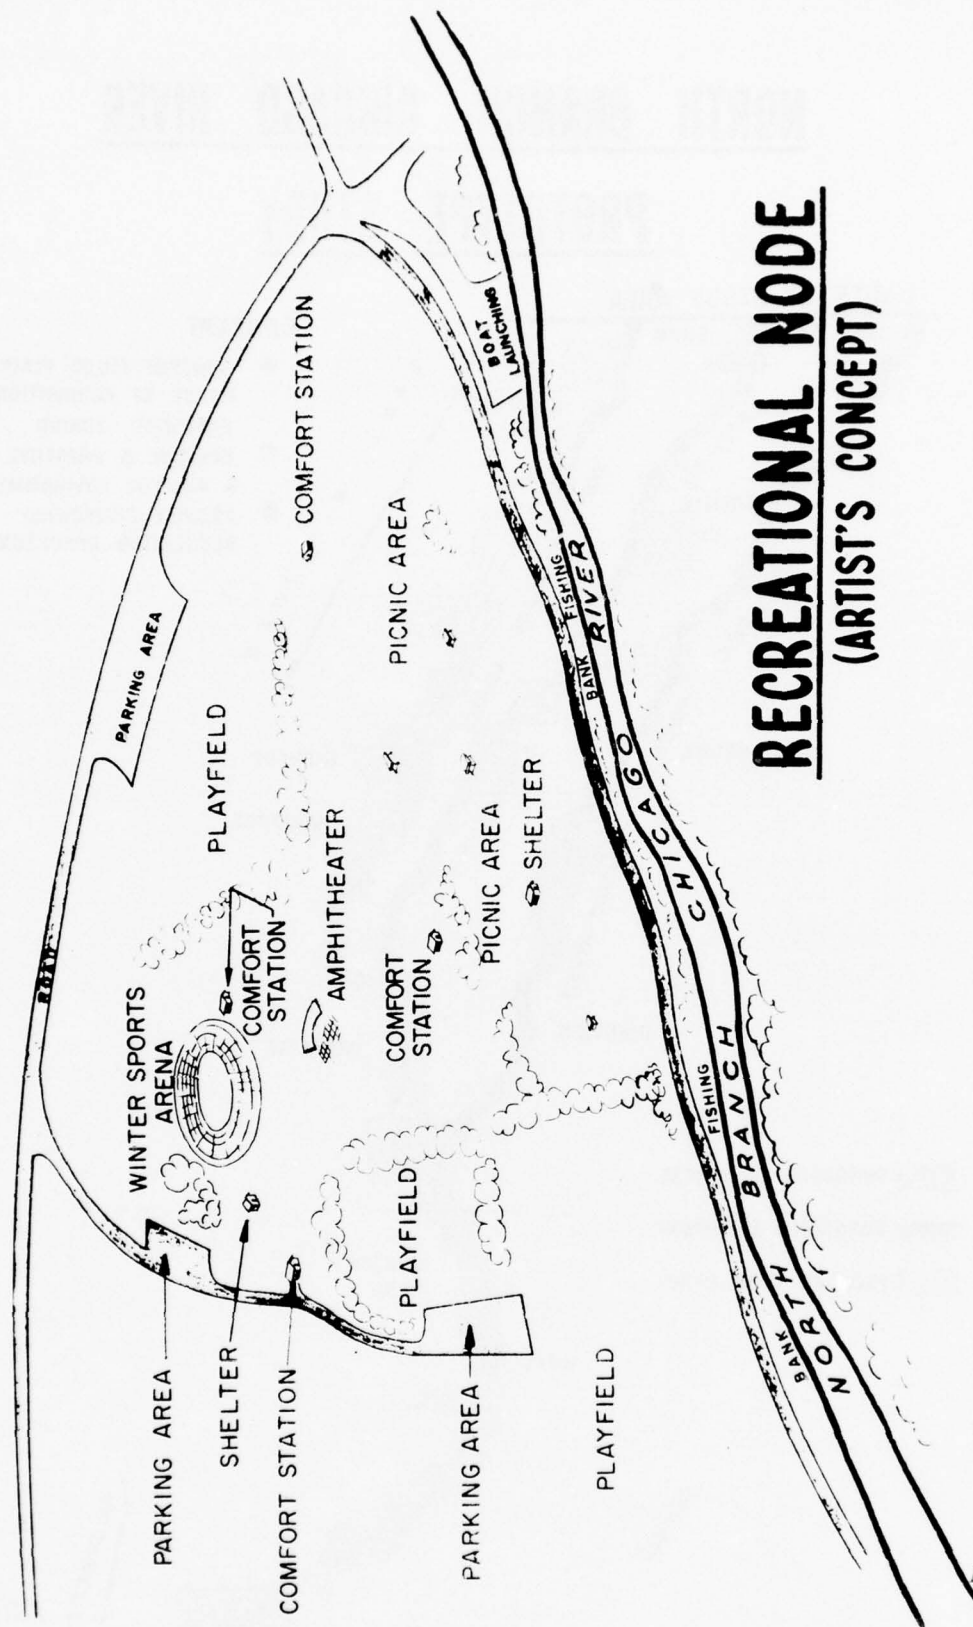 ROAD
PARKING AREA
WINTER SPORTS
ARENA
PLAYFIELD
COMFORT STATION
PARKING AREA
SHELTER
COMFORT
STATION
COMFORT STATION
AMPHITHEATER
PICNIC AREA
BOAT
LAUNCHING
PLAYFIELD
COMFORT
STATION
PARKING AREA
PICNIC AREA
SHELTER
PLAYFIELD
BANK FISHING
BANK FISHING
NORTH BRANCH CHICAGO RIVER
RECREATIONAL NODE
(ARTIST'S CONCEPT)